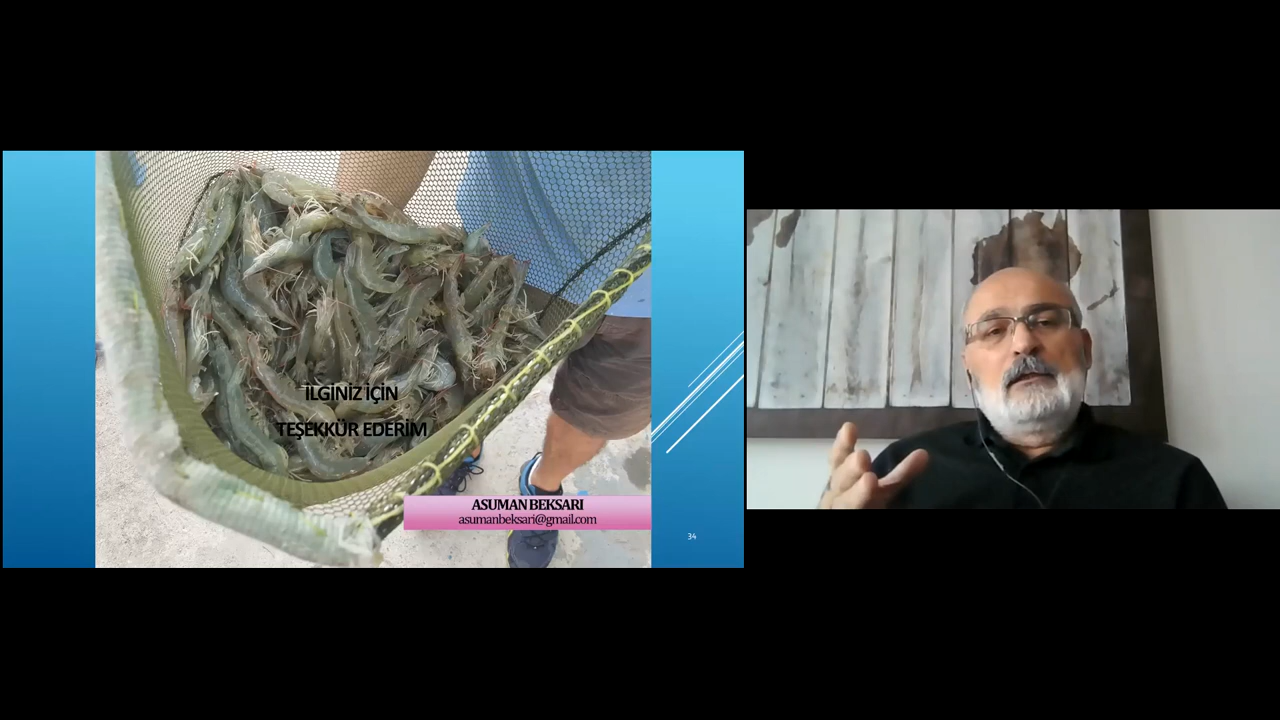 İLGİNİZ İÇİN
TEŞEKKÜR EDERİM
ASUMAN BEKSARI
asumanbeksari@gmail.com
34